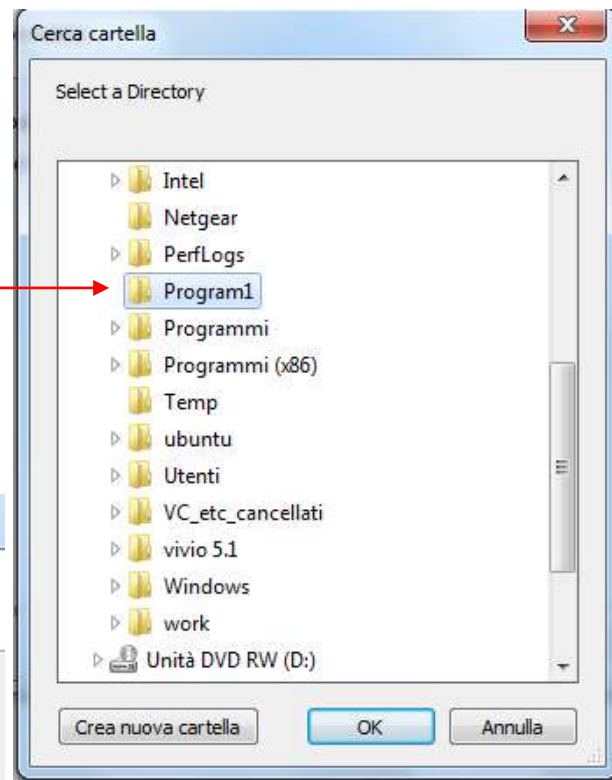 Cerca cartella
Select a Directory
Intel
Netgear
PerfLogs
Program1
Programmi
Programmi (x86)
Temp
ubuntu
Utenti
VC_etc_cancellati
vivio 5.1
Windows
work
Unità DVD RW (D:)
Crea nuova cartella OK Annulla